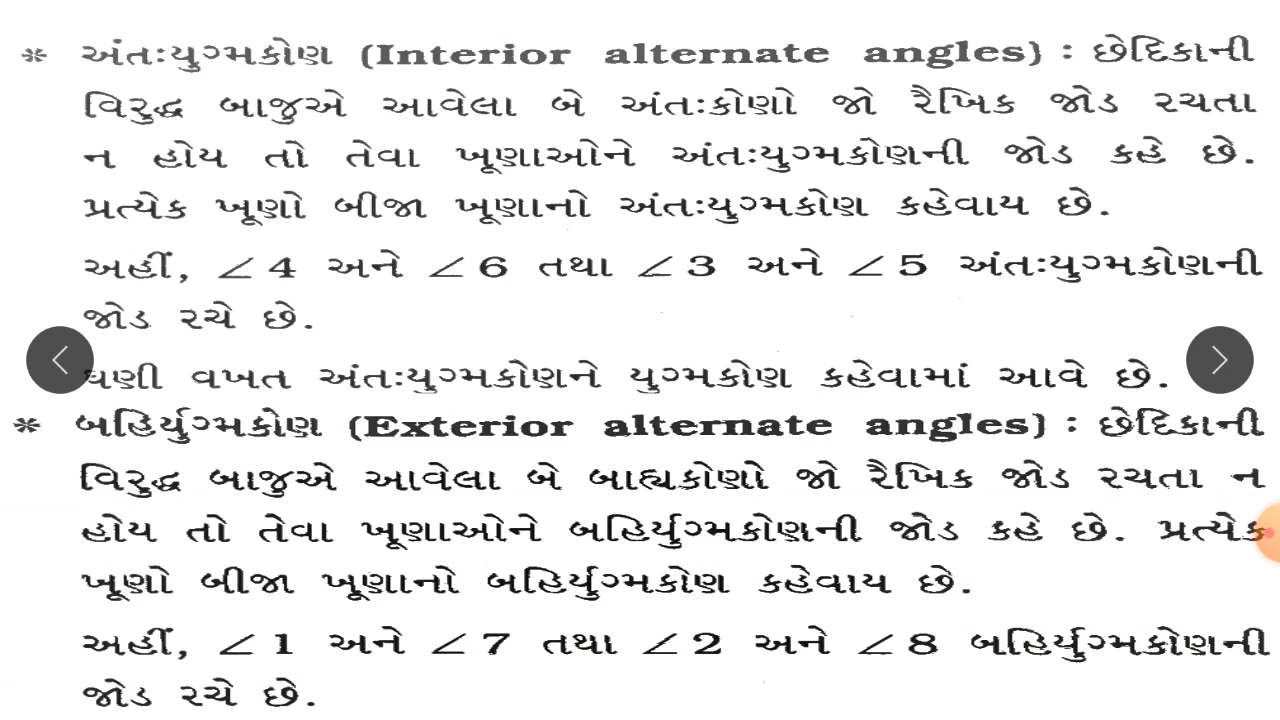 * અંતઃયુગ્મકોણ (Interior alternate angles) : છેદિકાની
વિરુદ્ધ બાજુએ આવેલા બે અંતઃકોણો જો રૈખિક જોડ રચતા
ન હોય તો તેવા ખૂણાઓને અંતઃયુગ્મકોણની જોડ કહે છે.
પ્રત્યેક ખૂણો બીજા ખૂણાનો અંતઃયુગ્મકોણ કહેવાય છે.
અહીં, ∠4 અને ∠6 તથા ∠3 અને ∠5 અંતઃયુગ્મકોણની
જોડ રચે છે.
ઘણી વખત અંતઃયુગ્મકોણને યુગ્મકોણ કહેવામાં આવે છે.
* બહિર્યુગ્મકોણ (Exterior alternate angles) : છેદિકાની
વિરુદ્ધ બાજુએ આવેલા બે બાહ્યકોણો જો રૈખિક જોડ રચતા ન
હોય તો તેવા ખૂણાઓને બહિર્યુગ્મકોણની જોડ કહે છે. પ્રત્યેક
ખૂણો બીજા ખૂણાનો બહિર્યુગ્મકોણ કહેવાય છે.
અહીં, ∠1 અને ∠7 તથા ∠2 અને ∠8 બહિર્યુગ્મકોણની
જોડ રચે છે.